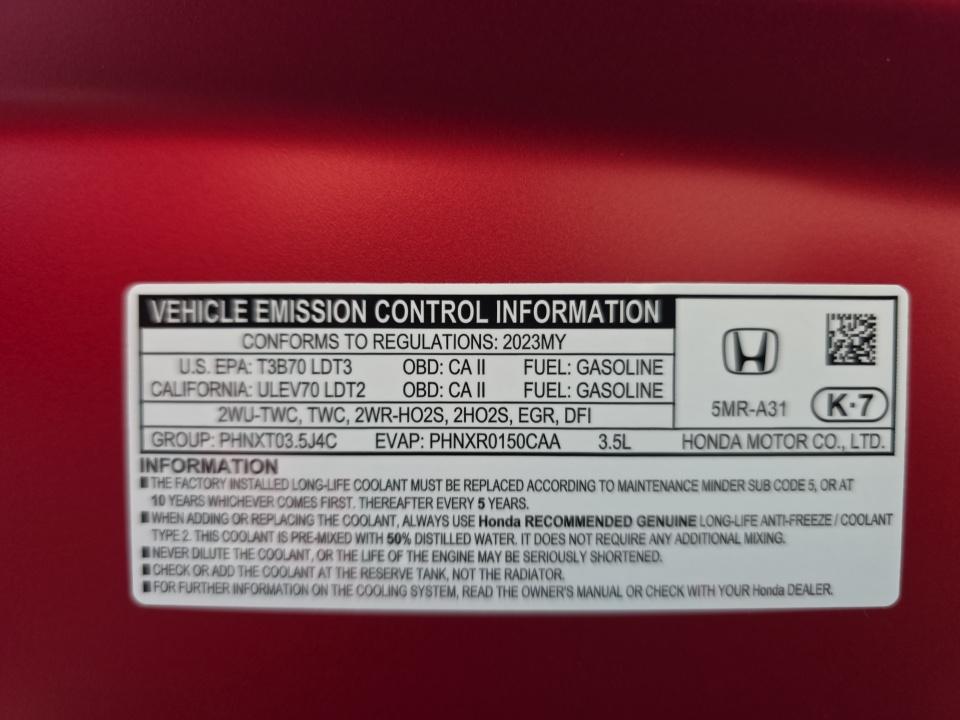 VEHICLE EMISSION CONTROL INFORMATION
CONFORMS TO REGULATIONS: 2023MY
U.S. EPA: T3B70 LDT3 OBD: CA II FUEL: GASOLINE
CALIFORNIA: ULEV70 LDT2 OBD: CA II FUEL: GASOLINE
2WU-TWC, TWC, 2WR-HO2S, 2HO2S, EGR, DFI
5MR-A31 K-7
GROUP: PHNXT03.5J4C EVAP: PHNXR0150CAA 3.5L HONDA MOTOR CO., LTD.
INFORMATION
■ THE FACTORY INSTALLED LONG-LIFE COOLANT MUST BE REPLACED ACCORDING TO MAINTENANCE MINDER SUB CODE 5, OR AT
10 YEARS WHICHEVER COMES FIRST. THEREAFTER EVERY 5 YEARS.
■ WHEN ADDING OR REPLACING THE COOLANT, ALWAYS USE Honda RECOMMENDED GENUINE LONG-LIFE ANTI-FREEZE / COOLANT
TYPE 2. THIS COOLANT IS PRE-MIXED WITH 50% DISTILLED WATER. IT DOES NOT REQUIRE ANY ADDITIONAL MIXING.
■ NEVER DILUTE THE COOLANT, OR THE LIFE OF THE ENGINE MAY BE SERIOUSLY SHORTENED.
■ CHECK OR ADD THE COOLANT AT THE RESERVE TANK, NOT THE RADIATOR.
■ FOR FURTHER INFORMATION ON THE COOLING SYSTEM, READ THE OWNER'S MANUAL OR CHECK WITH YOUR Honda DEALER.